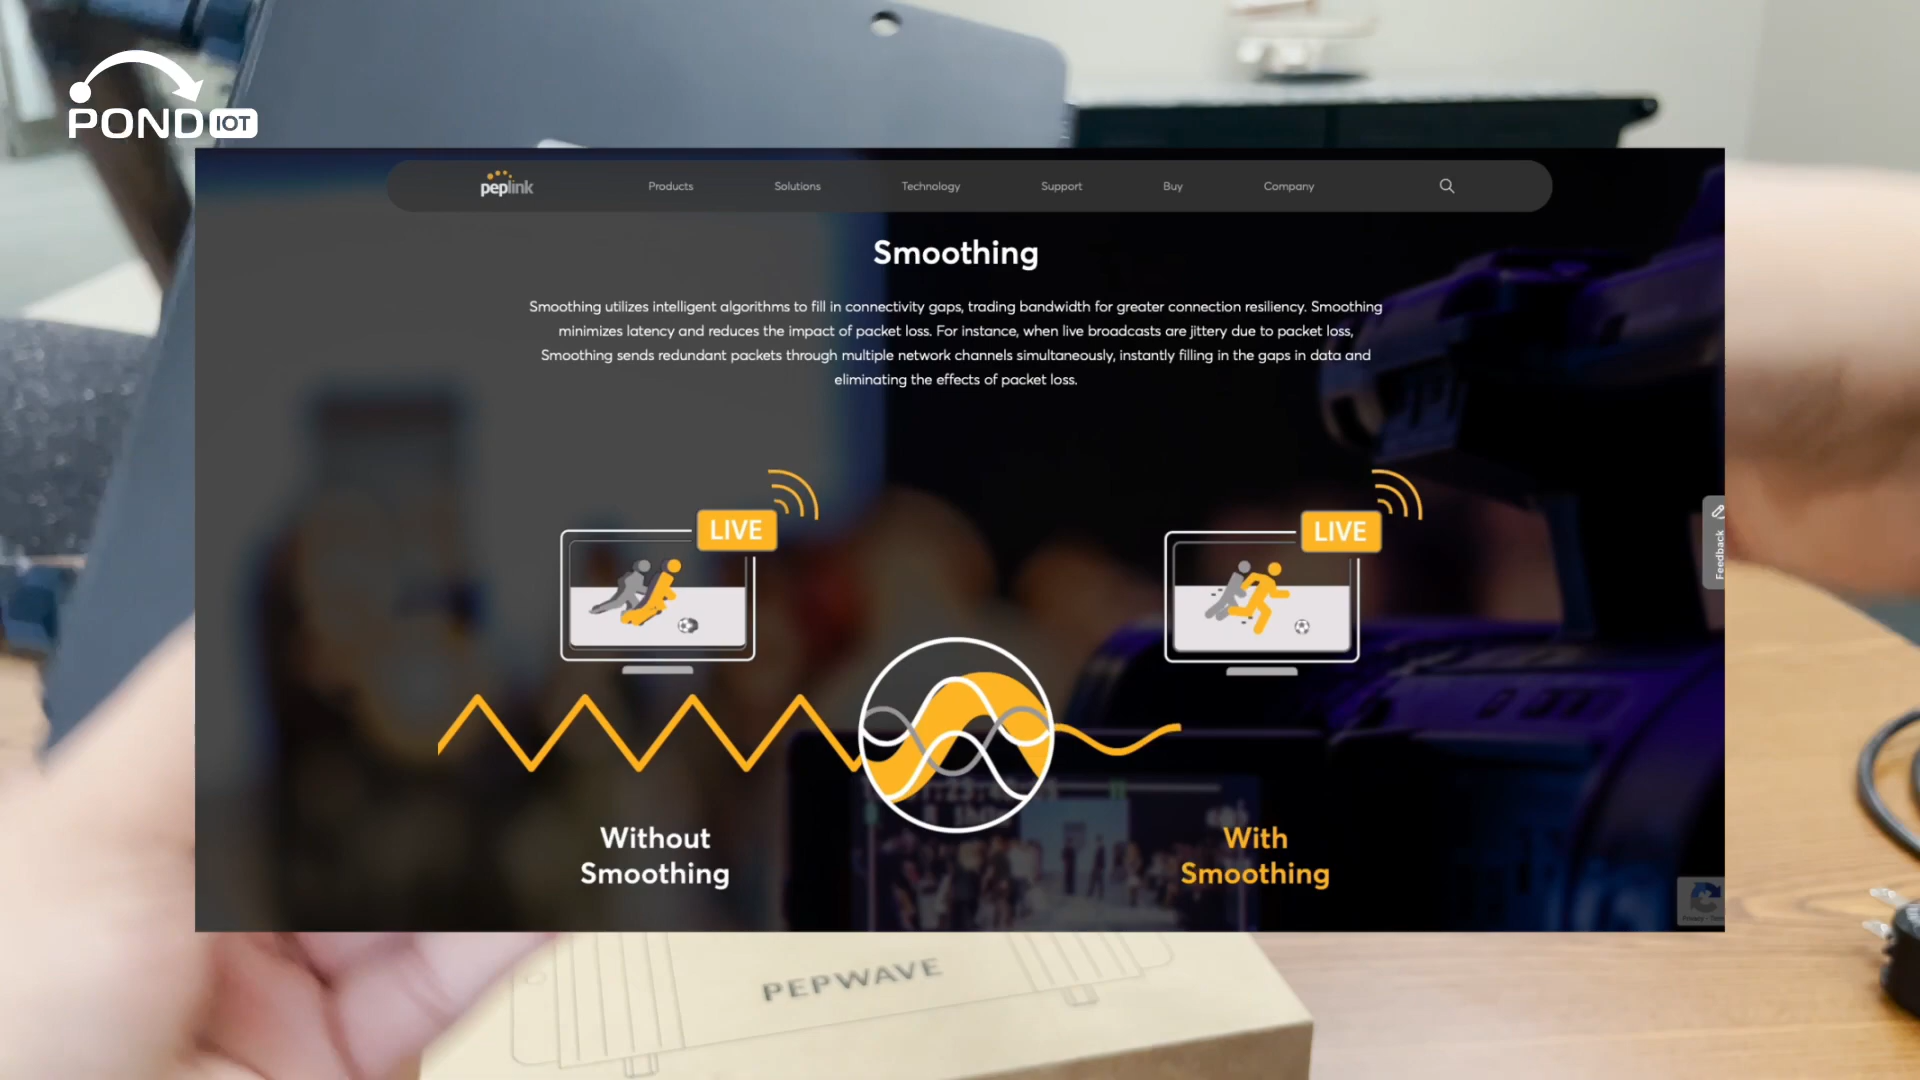 POND IOT
peplink Products Solutions Technology Support Buy Company
Smoothing
Smoothing utilizes intelligent algorithms to fill in connectivity gaps, trading bandwidth for greater connection resiliency. Smoothing
minimizes latency and reduces the impact of packet loss. For instance, when live broadcasts are jittery due to packet loss,
Smoothing sends redundant packets through multiple network channels simultaneously, instantly filling in the gaps in data and
eliminating the effects of packet loss.
LIVE
LIVE
Feedback
Without
Smoothing
With
Smoothing
PEPWAVE